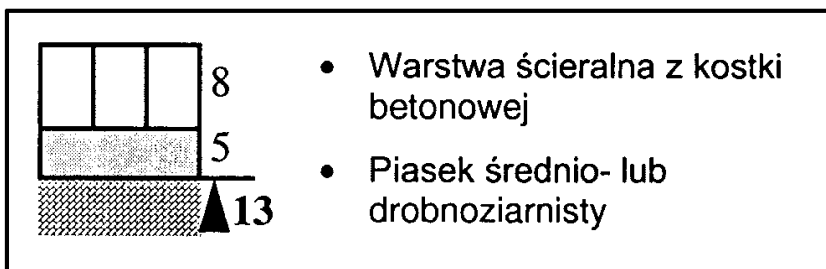 8
5
13
• Warstwa ścieralna z kostki
betonowej
• Piasek średnio- lub
drobnoziarnisty